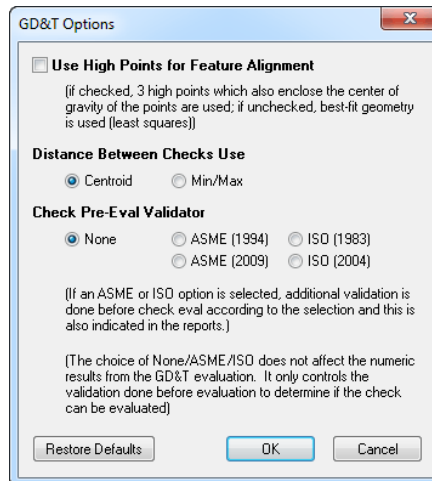 GD&T Options
Use High Points for Feature Alignment
(if checked, 3 high points which also enclose the center of
gravity of the points are used; if unchecked, best-fit geometry
is used (least squares))
Distance Between Checks Use
Centroid Min/Max
Check Pre-Eval Validator
None ASME (1994) ISO (1983)
ASME (2009) ISO (2004)
(If an ASME or ISO option is selected, additional validation is
done before check eval according to the selection and this is
also indicated in the reports.)
(The choice of None/ASME/ISO does not affect the numeric
results from the GD&T evaluation. It only controls the
validation done before evaluation to determine if the check
can be evaluated)
Restore Defaults OK Cancel